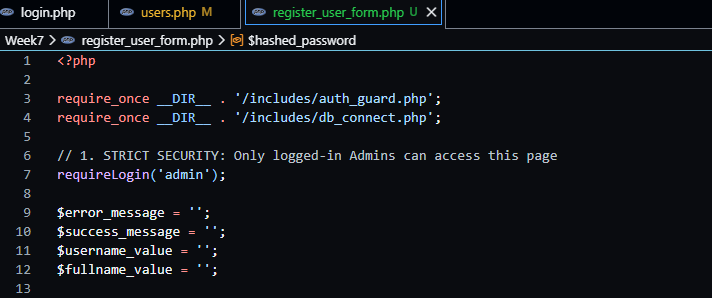 login.php users.php M register_user_form.php U
Week7 > register_user_form.php > $hashed_password
1 <?php
2
3 require_once __DIR__ . '/includes/auth_guard.php';
4 require_once __DIR__ . '/includes/db_connect.php';
5
6 // 1. STRICT SECURITY: Only logged-in Admins can access this page
7 requireLogin('admin');
8
9 $error_message = '';
10 $success_message = '';
11 $username_value = '';
12 $fullname_value = '';
13